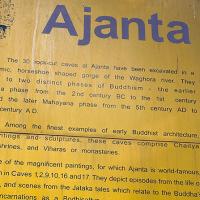 Ajanta
The 30 rock-cut caves of Ajanta have been excavated in a
mic, horseshoe shaped gorge of the Waghora river. They
to two distinct phases of Buddhism - the earlier
a phase from the 2nd century BC to the 1st century
d the later Mahayana phase from the 5th century AD to
century A.D.
Among the finest examples of early Buddhist architecture,
ntings and sculptures, these caves comprise Chaitya
shrines, and Viharas or monasteries.
e of the magnificent paintings, for which Ajanta is world-famous
n in Caves 1,2,9,10,16 and 17. They depict episodes from the life o
, and scenes from the Jataka tales which relate to the Buddha's
ncarnations as a Bodhisat